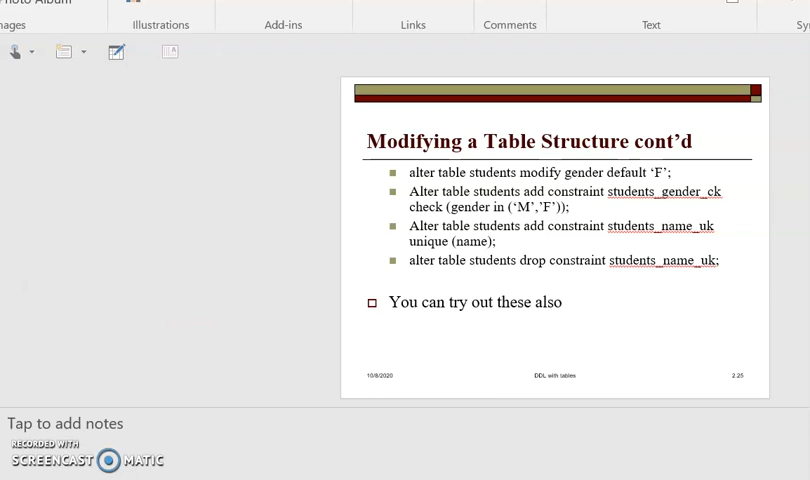 Photo Album
mages
Illustrations
Add-ins
Links
Comments
Text
Sy
Modifying a Table Structure cont’d
alter table students modify gender default ‘F’;
Alter table students add constraint students_gender_ck
check (gender in (‘M’,’F’));
Alter table students add constraint students_name_uk
unique (name);
alter table students drop constraint students_name_uk;
You can try out these also
10/8/2020
DDL with tables
2.25
Tap to add notes
RECORDED WITH
SCREENCAST MATIC